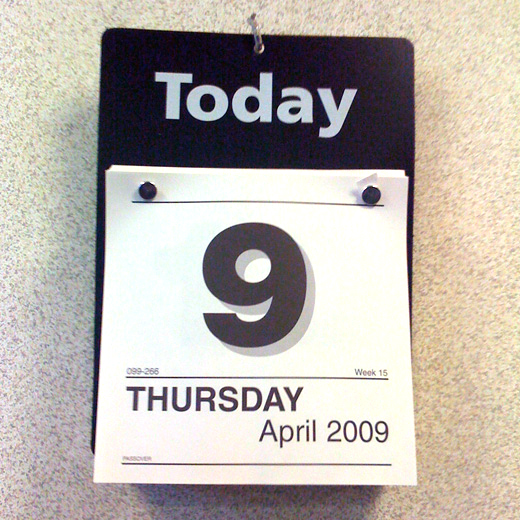 Today
9
099-266 Week 15
THURSDAY
April 2009
PASSOVER